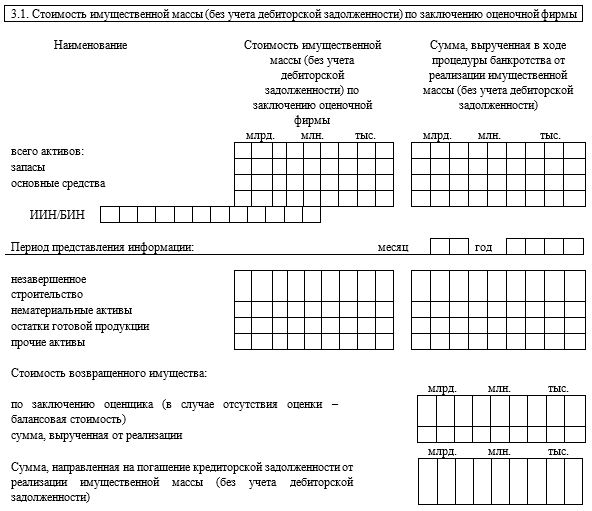 3.1. Стоимость имущественной массы (без учета дебиторской задолженности) по заключению оценочной фирмы
Наименование
Стоимость имущественной
массы (без учета
дебиторской
задолженности) по
заключению оценочной
фирмы
Сумма, вырученная в ходе
процедуры банкротства от
реализации имущественной
массы (без учета дебиторской
задолженности)
млрд. млн. тыс. млрд. млн. тыс.
всего активов:
запасы
основные средства
ИИН/БИН
Период представления информации: месяц год
незавершенное
строительство
нематериальные активы
остатки готовой продукции
прочие активы
Стоимость возвращенного имущества:
млрд. млн. тыс.
по заключению оценщика (в случае отсутствия оценки –
балансовая стоимость)
сумма, вырученная от реализации
млрд. млн. тыс.
Сумма, направленная на погашение кредиторской задолженности от
реализации имущественной массы (без учета дебиторской
задолженности)